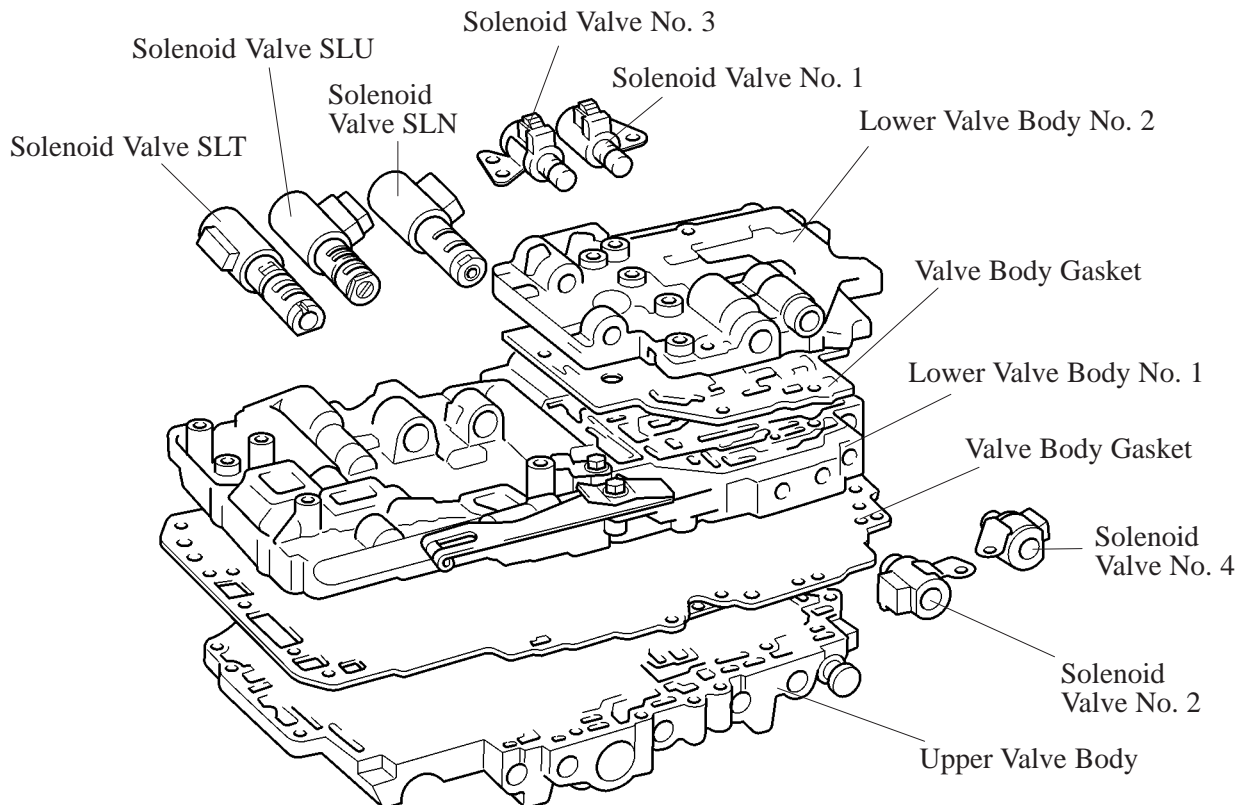 Solenoid Valve No. 3
Solenoid Valve SLU
Solenoid Valve No. 1
Solenoid
Valve SLN
Lower Valve Body No. 2
Solenoid Valve SLT
Valve Body Gasket
Lower Valve Body No. 1
Valve Body Gasket
Solenoid
Valve No. 4
Solenoid
Valve No. 2
Upper Valve Body